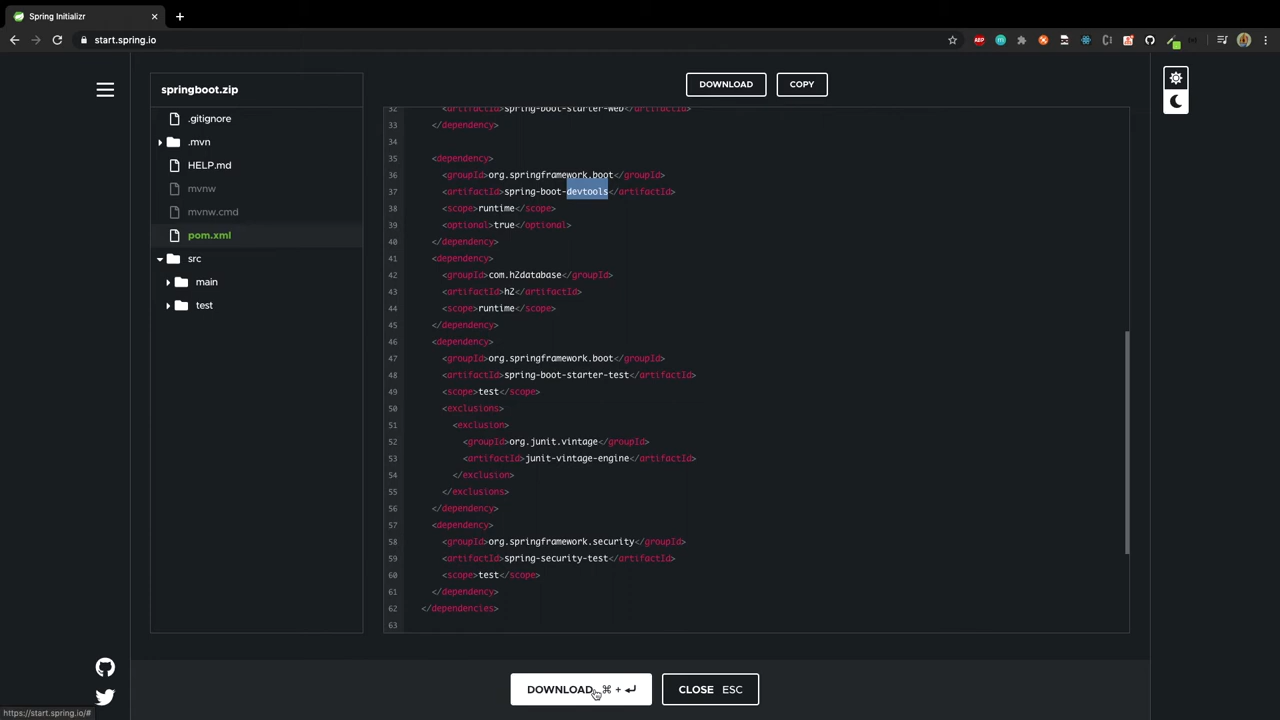 Spring Initializr
start.spring.io
ABP
springboot.zip
DOWNLOAD
COPY
.gitignore
.mvn
HELP.md
mvnw
mvnw.cmd
pom.xml
src
main
test
32 <artifactId>spring-boot-starter-web</artifactId>
33 </dependency>
34
35 <dependency>
36 <groupId>org.springframework.boot</groupId>
37 <artifactId>spring-boot-devtools</artifactId>
38 <scope>runtime</scope>
39 <optional>true</optional>
40 </dependency>
41 <dependency>
42 <groupId>com.h2database</groupId>
43 <artifactId>h2</artifactId>
44 <scope>runtime</scope>
45 </dependency>
46 <dependency>
47 <groupId>org.springframework.boot</groupId>
48 <artifactId>spring-boot-starter-test</artifactId>
49 <scope>test</scope>
50 <exclusions>
51 <exclusion>
52 <groupId>org.junit.vintage</groupId>
53 <artifactId>junit-vintage-engine</artifactId>
54 </exclusion>
55 </exclusions>
56 </dependency>
57 <dependency>
58 <groupId>org.springframework.security</groupId>
59 <artifactId>spring-security-test</artifactId>
60 <scope>test</scope>
61 </dependency>
62 </dependencies>
63
DOWNLOAD ⌘ + ↵
CLOSE ESC
https://start.spring.io/#